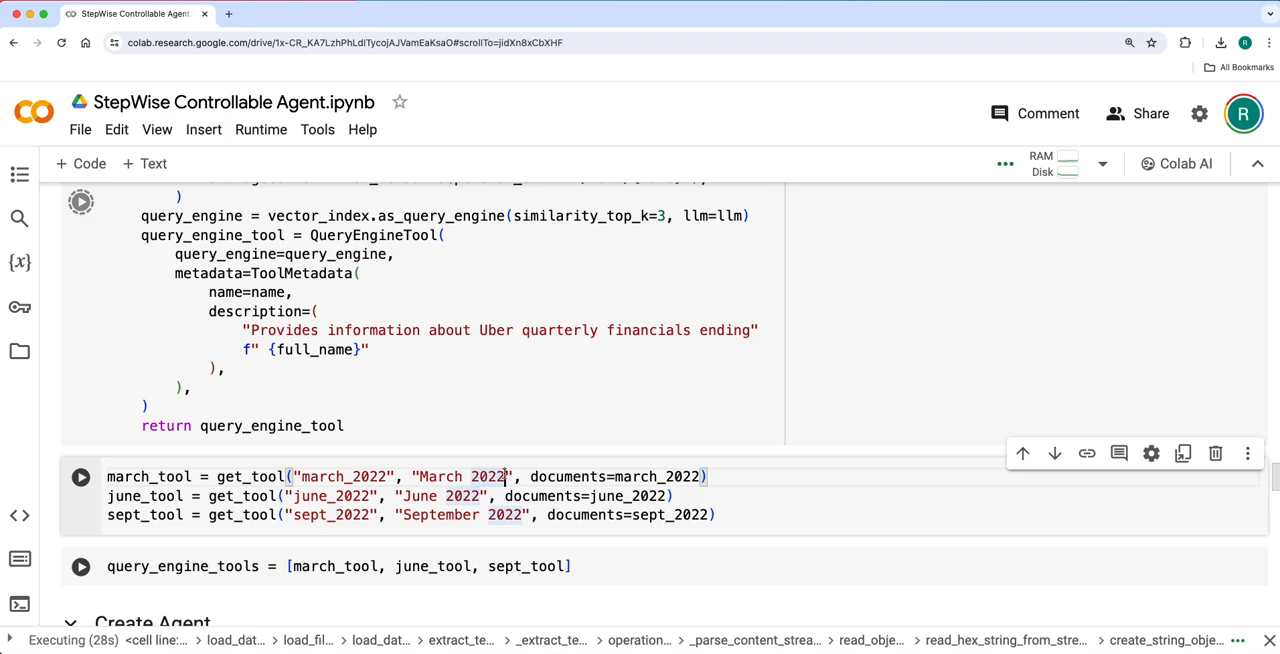 StepWise Controllable Agent
colab.research.google.com/drive/1x-CR_KA7LzhPhLdITycojAJVamEaKsaO#scrollTo=jidXn8xCbXHF
R
All Bookmarks
StepWise Controllable Agent.ipynb
Comment
Share
R
File Edit View Insert Runtime Tools Help
+ Code + Text
RAM
Disk
Colab AI
)
query_engine = vector_index.as_query_engine(similarity_top_k=3, llm=llm)
query_engine_tool = QueryEngineTool(
query_engine=query_engine,
metadata=ToolMetadata(
name=name,
description=(
"Provides information about Uber quarterly financials ending"
f" {full_name}"
),
),
)
return query_engine_tool
march_tool = get_tool("march_2022", "March 2022", documents=march_2022)
june_tool = get_tool("june_2022", "June 2022", documents=june_2022)
sept_tool = get_tool("sept_2022", "September 2022", documents=sept_2022)
query_engine_tools = [march_tool, june_tool, sept_tool]
Create Agent
Executing (28s) <cell line:... > load_dat... > load_fil... > load_dat... > extract_te... > _extract_te... > operation... > _parse_content_strea... > read_obje... > read_hex_string_from_stre... > create_string_objec...